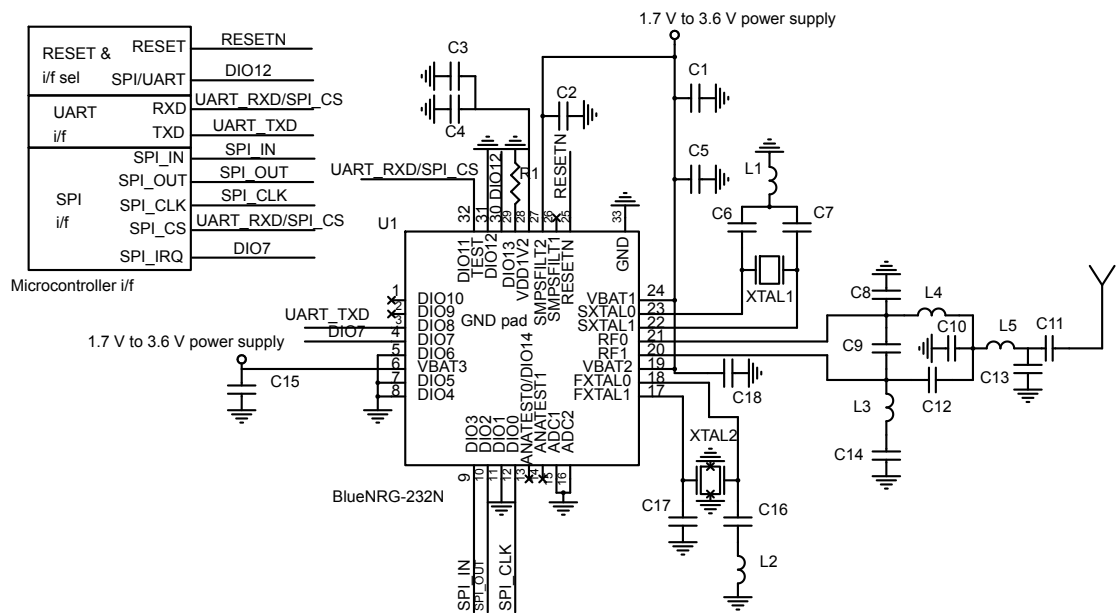 1.7 V to 3.6 V power supply
RESET &
i/f sel
RESET
RESETN
SPI/UART
DIO12
UART
i/f
RXD
UART_RXD/SPI_CS
TXD
UART_TXD
SPI
i/f
SPI_IN
SPI_IN
SPI_OUT
SPI_OUT
SPI_CLK
SPI_CLK
SPI_CS
UART_RXD/SPI_CS
SPI_IRQ
DIO7
Microcontroller i/f
C3
C4
C2
C1
C5
DIO12
R1
RESETN
UART_RXD/SPI_CS
L1
C6
C7
XTAL1
U1
32
31
30
29
28
27
26
25
33
DIO11
TEST
DIO12
DIO13
VDD1V2
SMPSFILT2
SMPSFILT1
RESETN
GND
GND pad
1
2
3
4
5
6
7
8
DIO10
DIO9
DIO8
DIO7
DIO6
VBAT3
DIO5
DIO4
UART_TXD
DIO7
1.7 V to 3.6 V power supply
C15
VBAT1
SXTAL0
SXTAL1
RF0
RF1
VBAT2
FXTAL0
FXTAL1
24
23
22
21
20
19
18
17
DIO3
DIO2
DIO1
DIO0
ANATEST0/DIO14
ANATEST1
ADC1
ADC2
9
10
11
12
13
14
15
16
BlueNRG-232N
SPI_IN
SPI_OUT
SPI_CLK
C18
XTAL2
C17
C16
L2
C8
L4
C9
C10
L5
C11
C13
L3
C12
C14